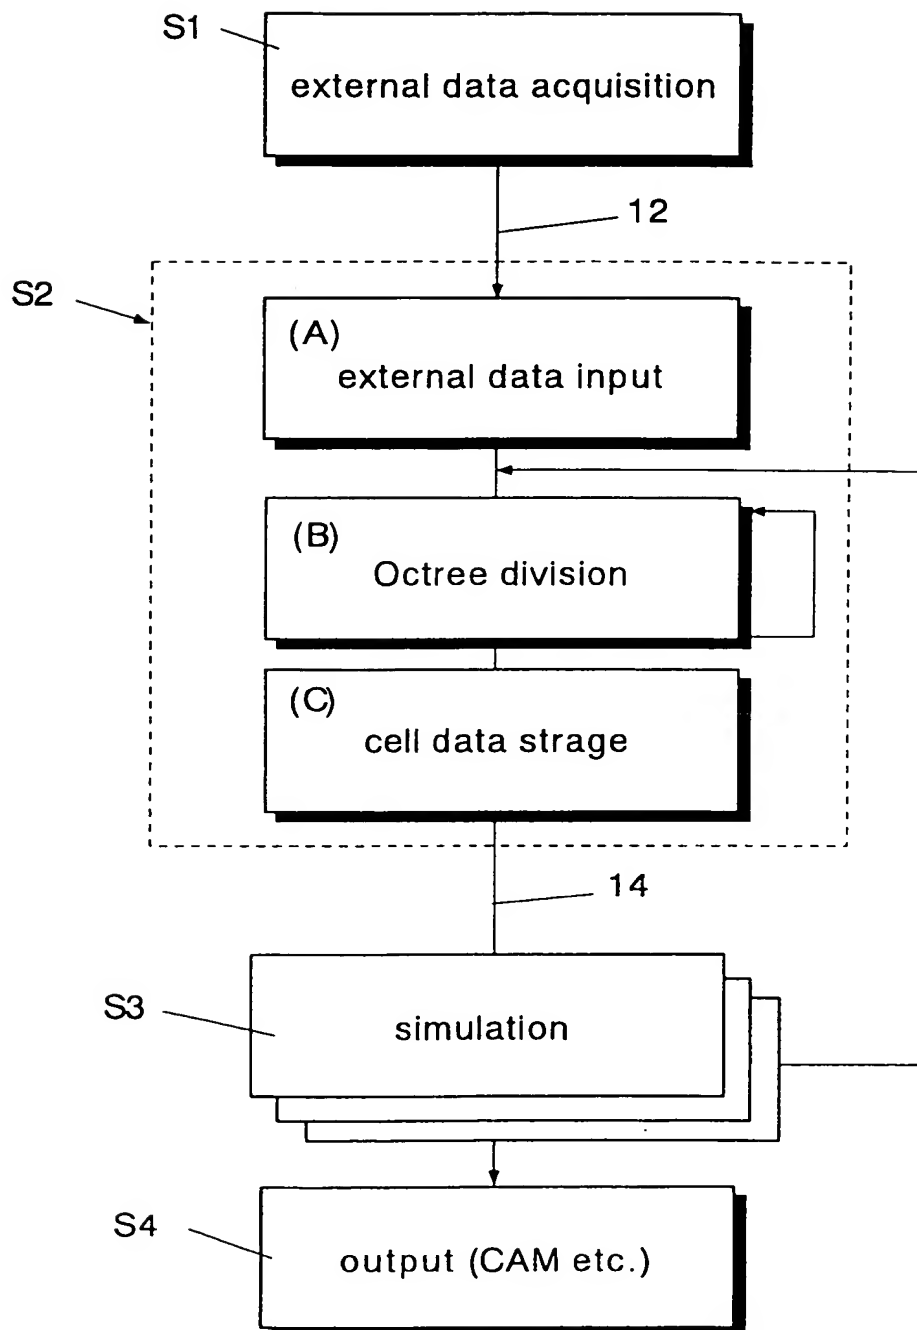 S1
external data acquisition
12
S2
(A)
external data input
(B)
Octree division
(C)
cell data strage
14
S3
simulation
S4
output (CAM etc.)